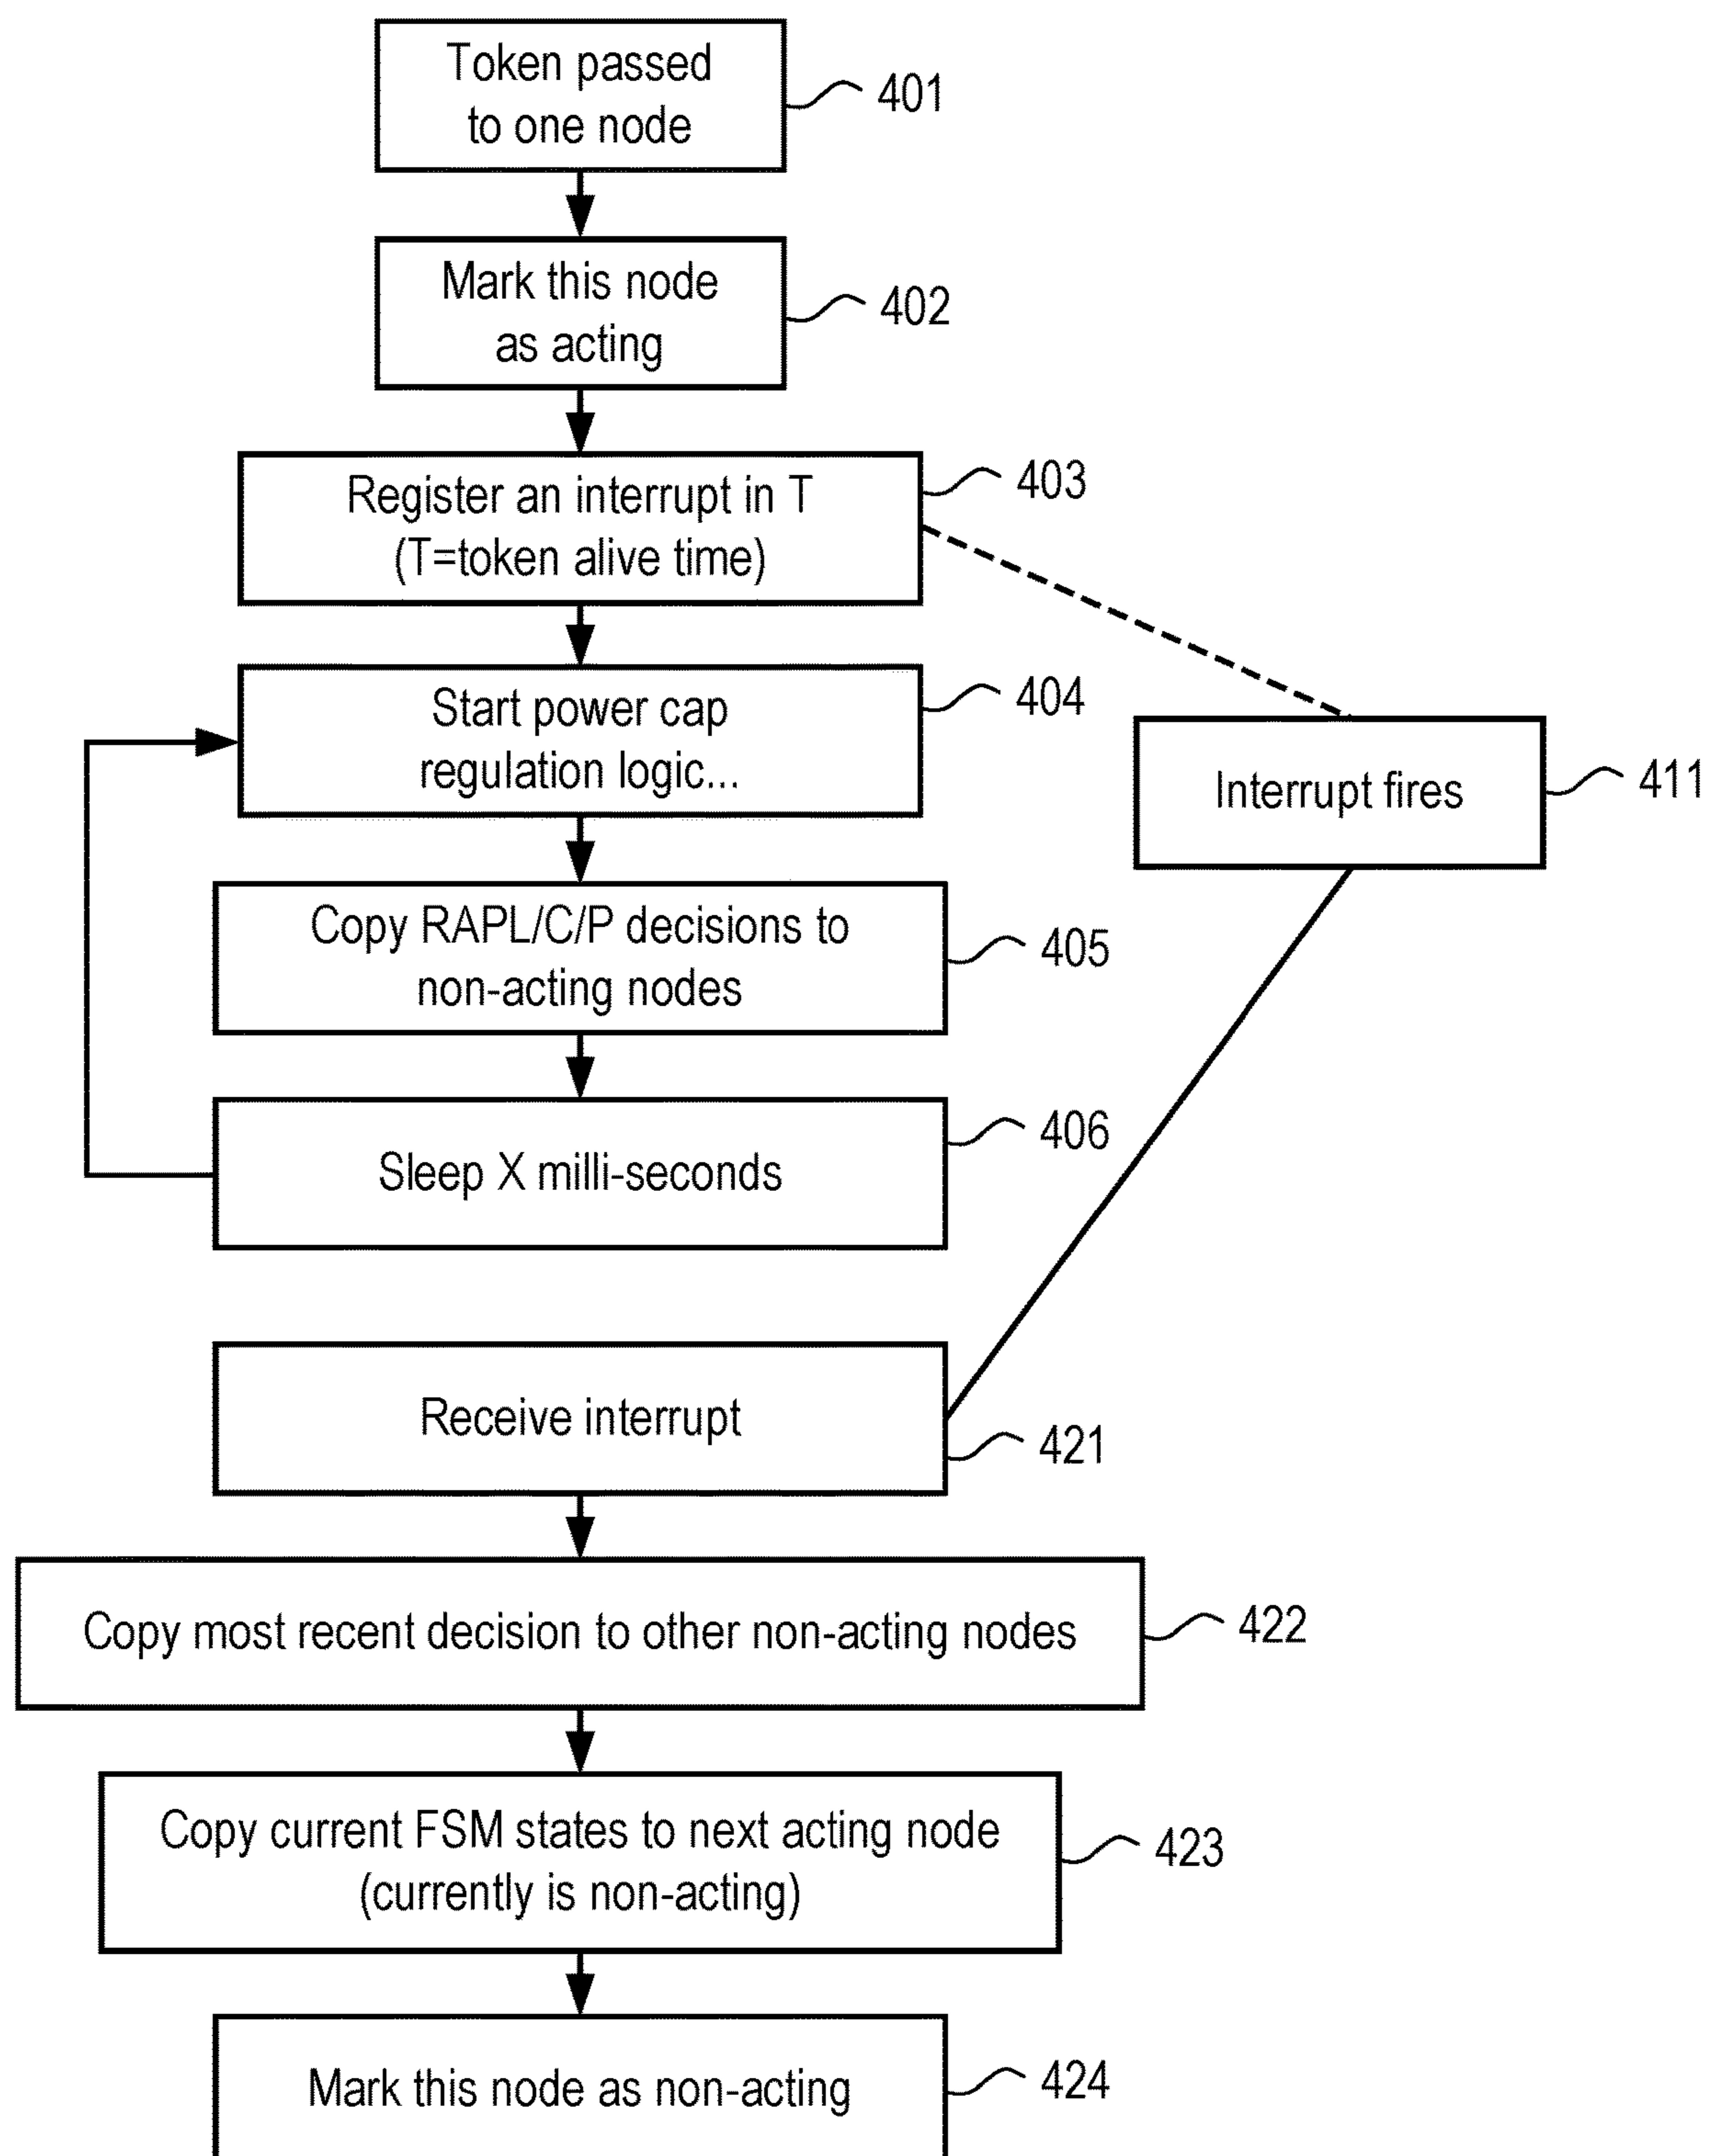 Token passed
to one node
401
Mark this node
as acting
402
Register an interrupt in T
(T=token alive time)
403
Start power cap
regulation logic...
404
Interrupt fires
411
Copy RAPL/C/P decisions to
non-acting nodes
405
Sleep X milli-seconds
406
Receive interrupt
421
Copy most recent decision to other non-acting nodes
422
Copy current FSM states to next acting node
(currently is non-acting)
423
Mark this node as non-acting
424